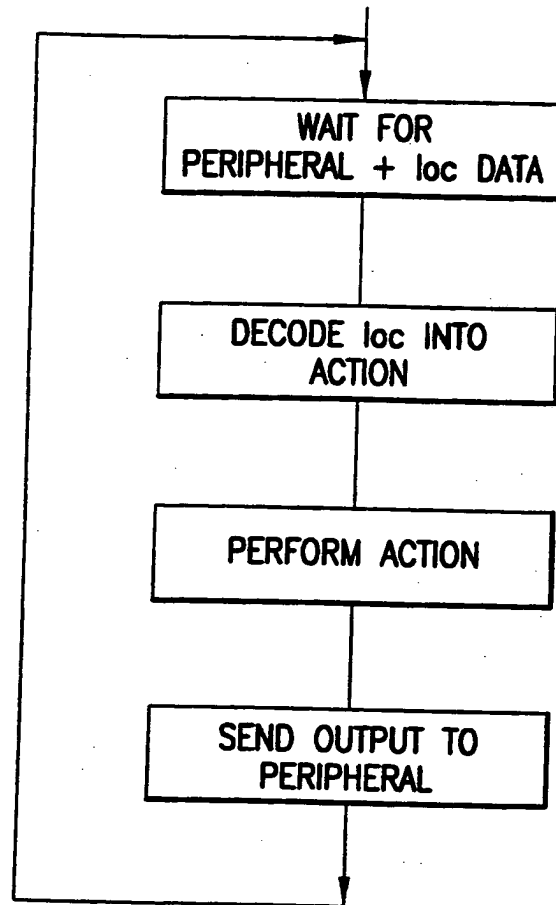 WAIT FOR
PERIPHERAL + loc DATA
DECODE loc INTO
ACTION
PERFORM ACTION
SEND OUTPUT TO
PERIPHERAL